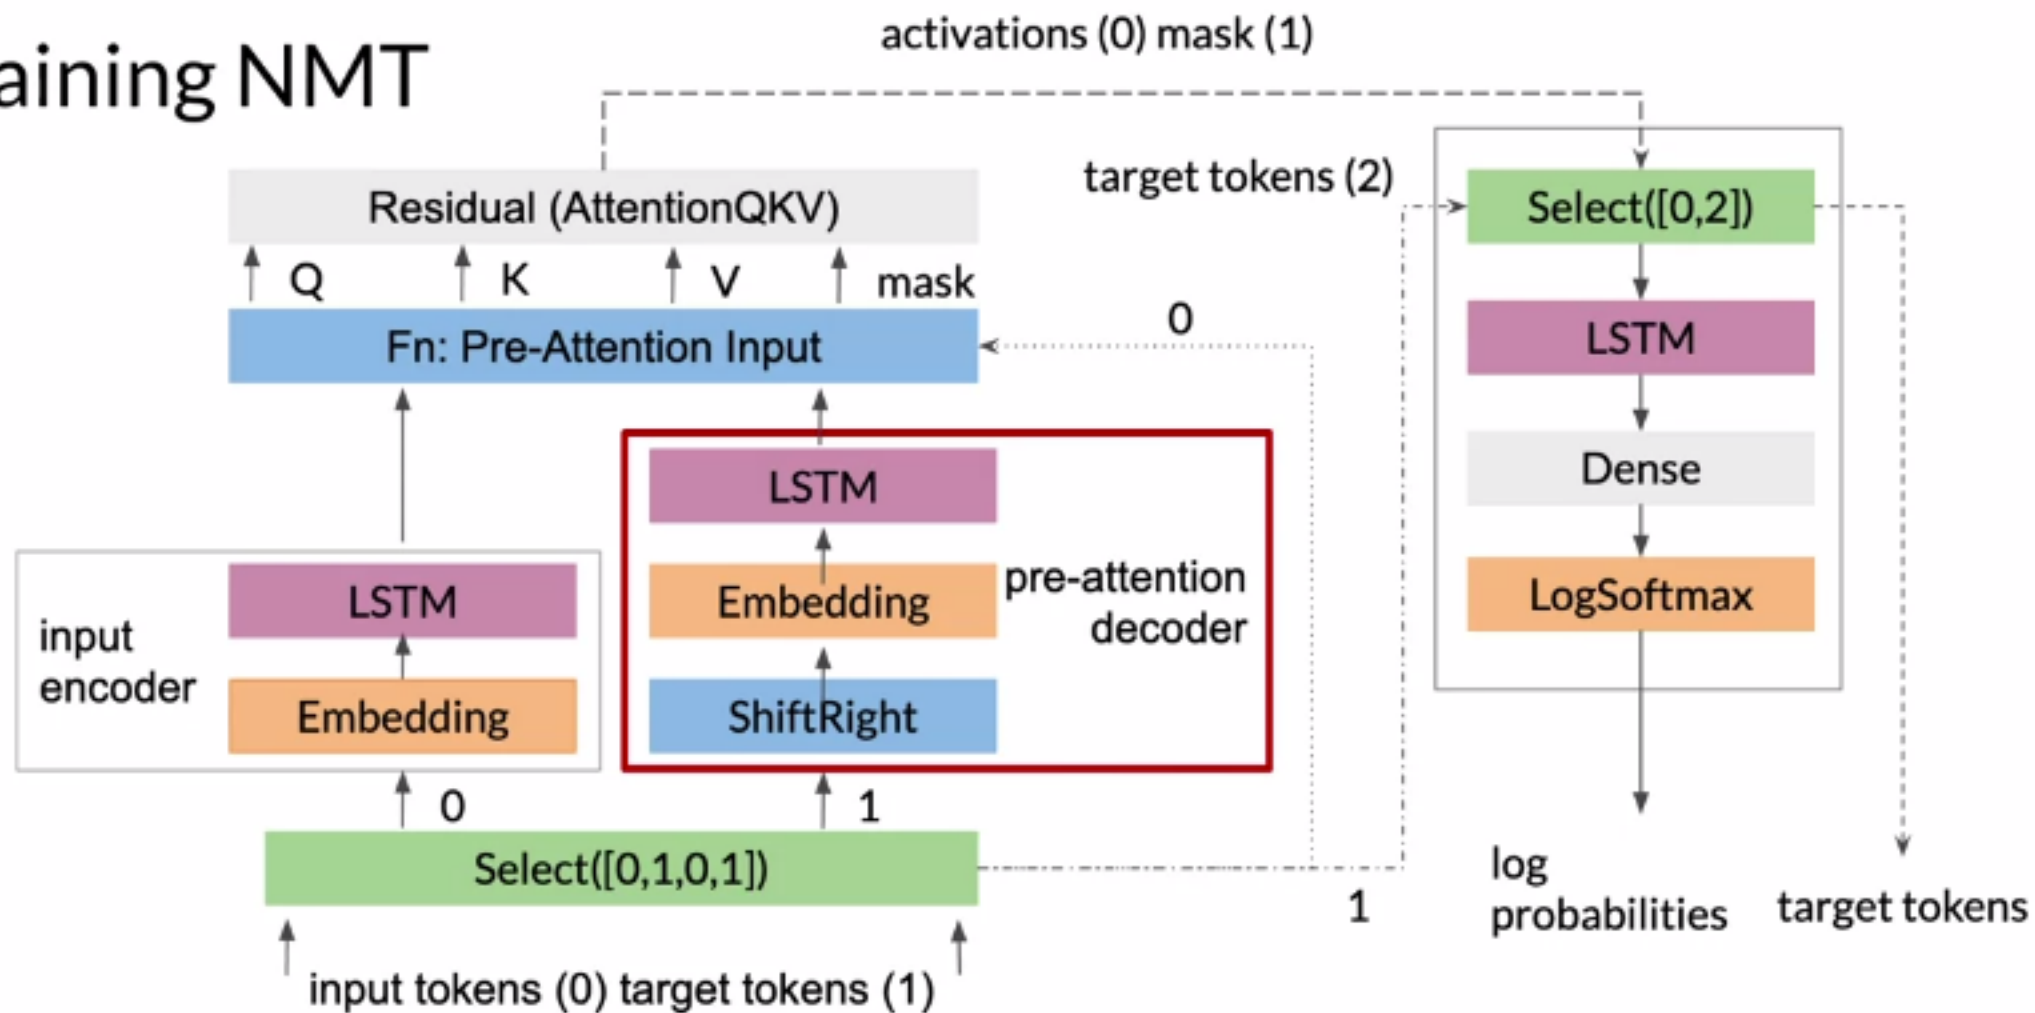 aining NMT
activations (0) mask (1)
target tokens (2)
Residual (AttentionQKV)
Select([0,2])
Q
K
V
mask
0
Fn: Pre-Attention Input
LSTM
LSTM
Dense
pre-attention
decoder
Embedding
LogSoftmax
input
encoder
LSTM
Embedding
ShiftRight
0
1
Select([0,1,0,1])
1
log
probabilities
target tokens
input tokens (0) target tokens (1)